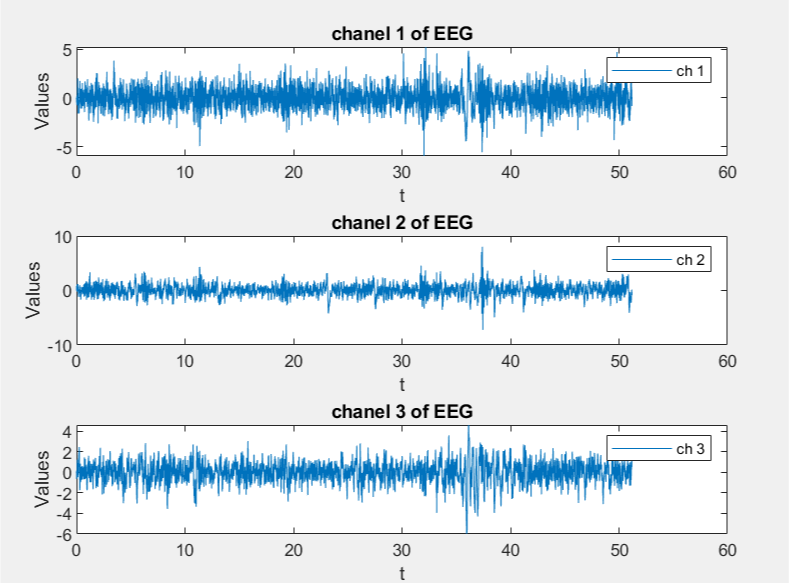 chanel 1 of EEG
5
0
-5
Values
ch 1
0 10 20 30 40 50 60
t
chanel 2 of EEG
10
0
-10
Values
ch 2
0 10 20 30 40 50 60
t
chanel 3 of EEG
4
2
0
-2
-4
-6
Values
ch 3
0 10 20 30 40 50 60
t